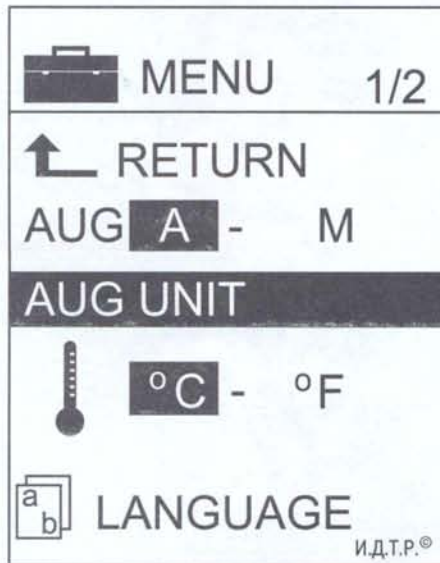 MENU 1/2
RETURN
AUG A - M
AUG UNIT
°C - °F
a
b
LANGUAGE
И.Д.Т.Р.©